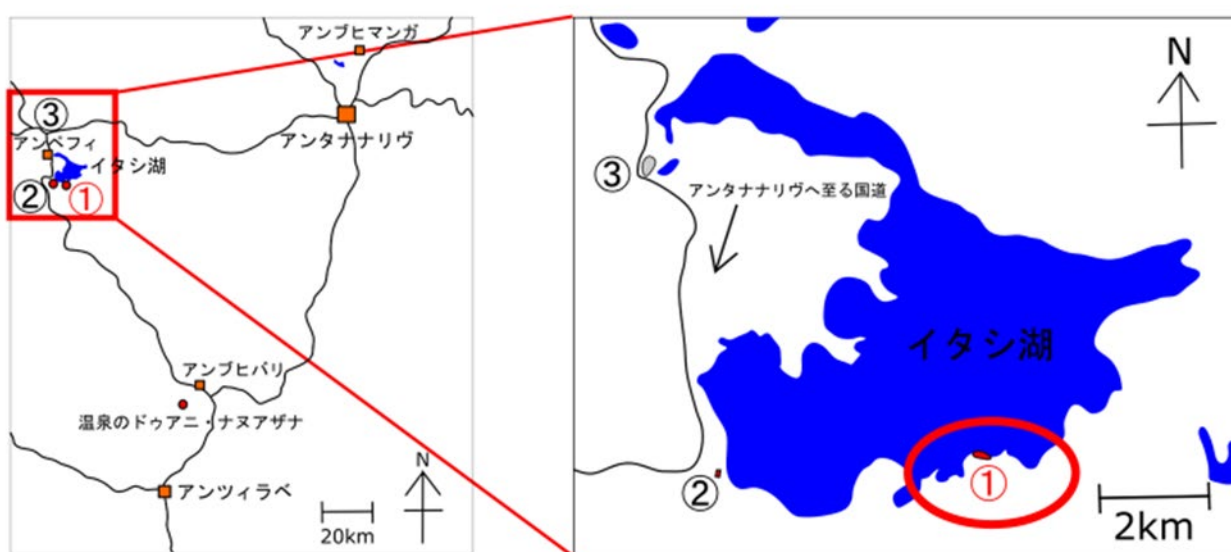 アンブヒマンガ
③
アンタナナリヴ
アンペフィ
イタシ湖
②
①
アンブヒバリ
温泉のドゥアニ・ナヌアザナ
アンツィラベ
N
20km
N
③
アンタナナリヴへ至る国道
イタシ湖
②
①
2km